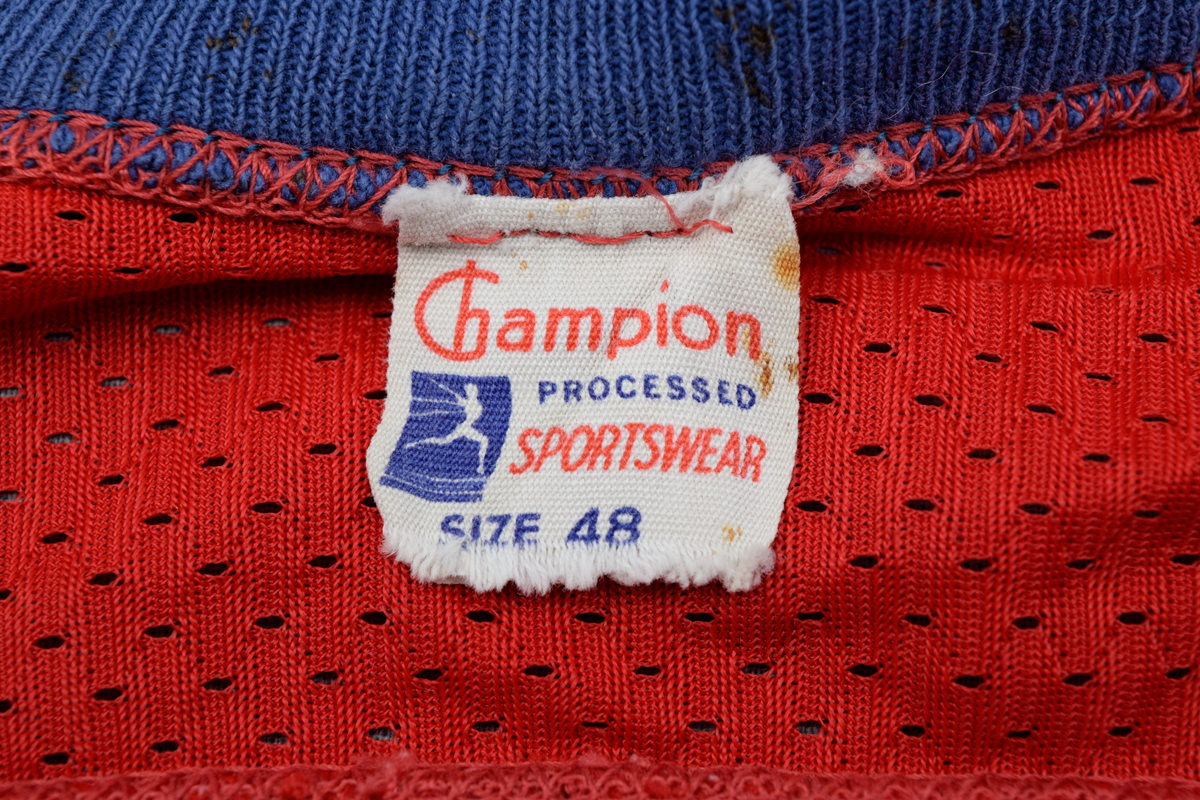 Champion
PROCESSED
SPORTSWEAR
SIZE 48